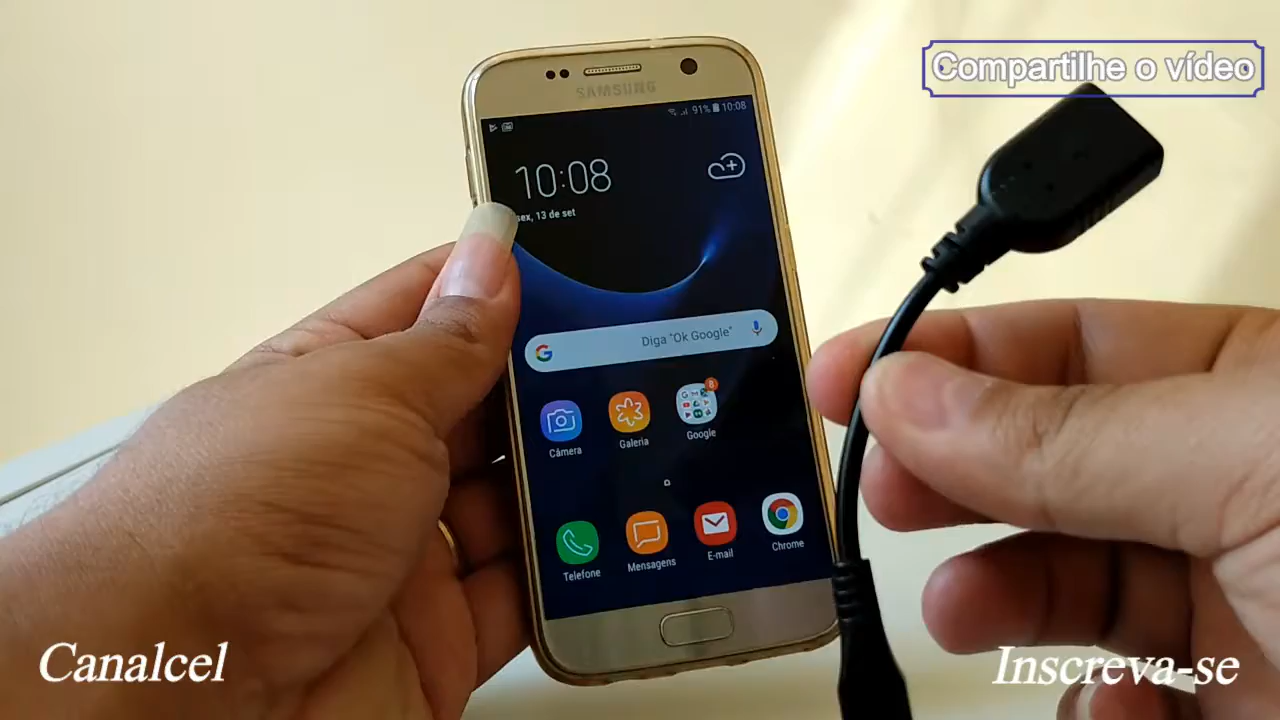 Compartilhe o vídeo
SAMSUNG
91% 10:08
10:08
sex, 13 de set
G Diga "Ok Google"
8
Câmera
Galeria
Google
Telefone
Mensagens
E-mail
Chrome
Canalcel
Inscreva-se